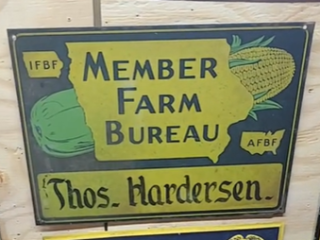 IFBF
MEMBER
FARM
BUREAU
AFBF
Thos. Hardersen.